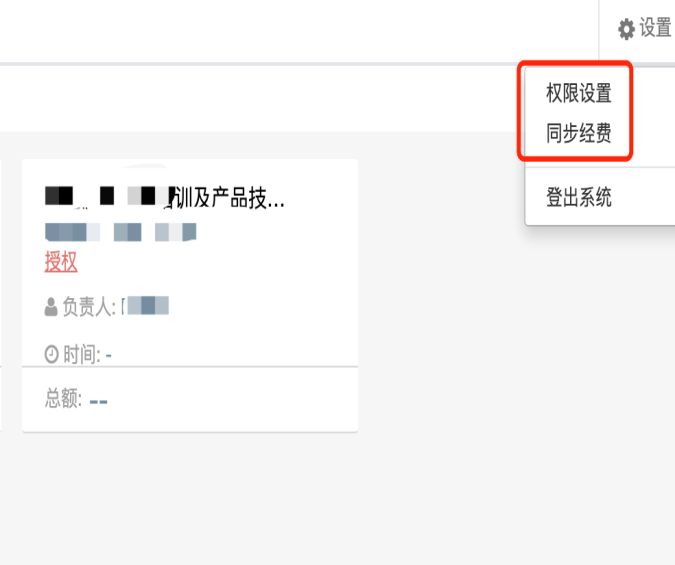 设置
权限设置
同步经费
登出系统
训及产品技...
授权
负责人:
时间: -
总额: --